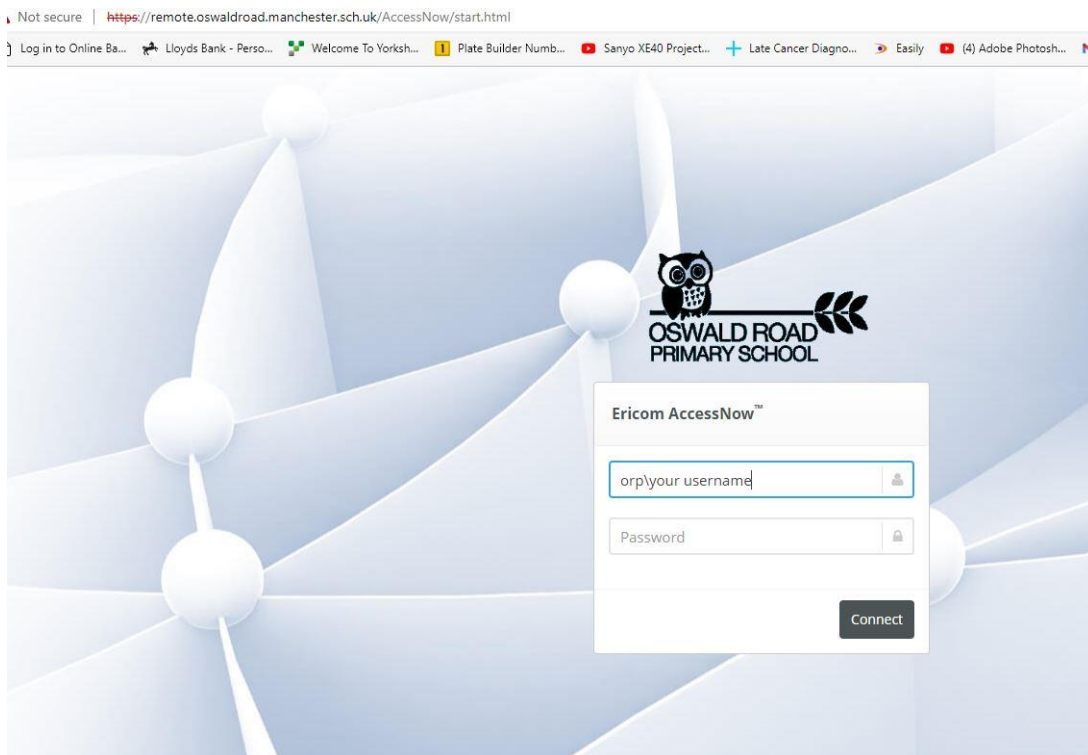 Not secure | https://remote.oswaldroad.manchester.sch.uk/AccessNow/start.html
Log in to Online Ba... Lloyds Bank - Perso... Welcome To Yorksh... 1 Plate Builder Numb... Sanyo XE40 Project... Late Cancer Diagno... Easily (4) Adobe Photosh...
OSWALD ROAD
PRIMARY SCHOOL
Ericom AccessNow™
orp\your username
Password
Connect